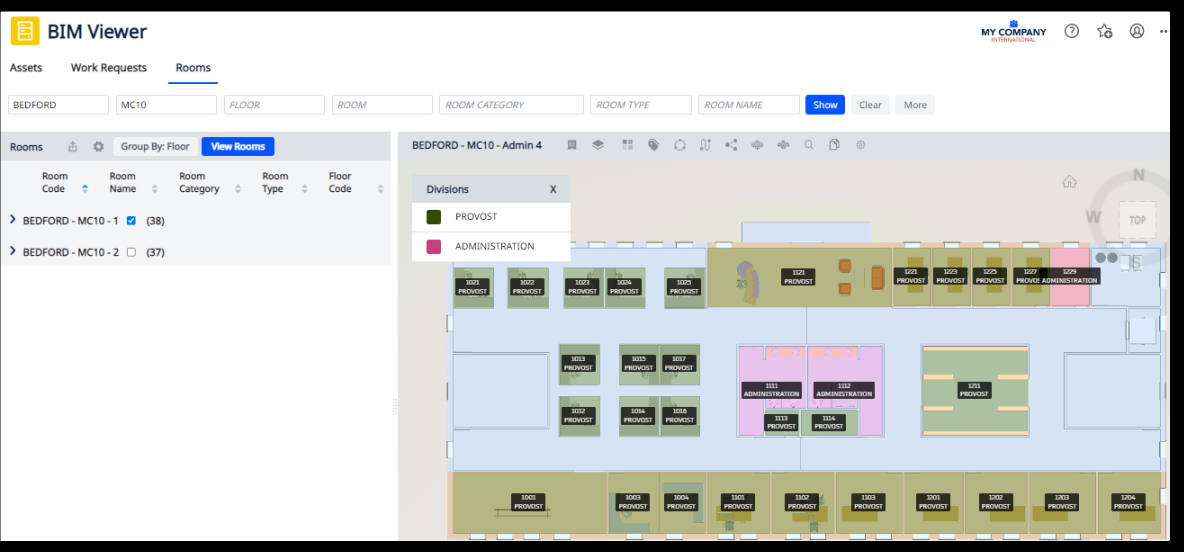 BIM Viewer
MY COMPANY
INTERNATIONAL
Assets Work Requests Rooms
BEDFORD MC10 FLOOR ROOM ROOM CATEGORY ROOM TYPE ROOM NAME Show Clear More
Rooms Group By: Floor View Rooms
Room Code Room Name Room Category Room Type Floor Code
BEDFORD - MC10 - 1 (38)
BEDFORD - MC10 - 2 (37)
BEDFORD - MC10 - Admin 4
Divisions X
PROVOST
ADMINISTRATION
N
W TOP
S
1021 PROVOST
1022 PROVOST
1023 PROVOST
1024 PROVOST
1025 PROVOST
1121 PROVOST
1221 PROVOST
1223 PROVOST
1225 PROVOST
1227 PROVO
1229 ADMINISTRATION
1013 PROVOST
1015 PROVOST
1017 PROVOST
1111 ADMINISTRATION
1112 ADMINISTRATION
1211 PROVOST
1012 PROVOST
1014 PROVOST
1016 PROVOST
1113 PROVOST
1114 PROVOST
1001 PROVOST
1003 PROVOST
1004 PROVOST
1101 PROVOST
1102 PROVOST
1103 PROVOST
1201 PROVOST
1202 PROVOST
1203 PROVOST
1204 PROVOST